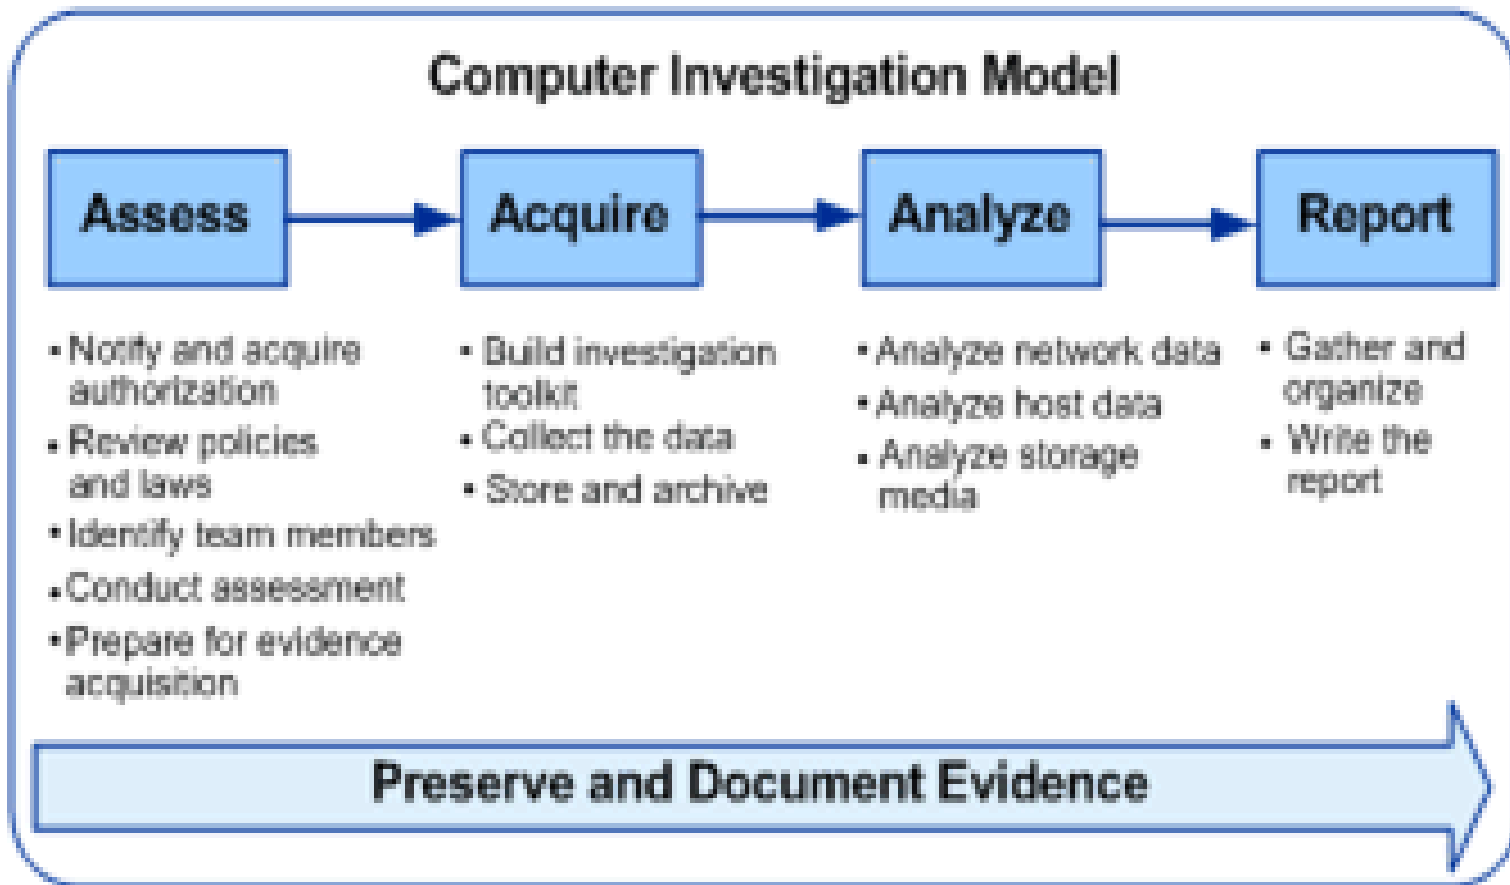 Computer Investigation Model
Assess
Acquire
Analyze
Report
• Notify and acquire
authorization
• Review policies
and laws
• Identify team members
• Conduct assessment
• Prepare for evidence
acquisition
• Build investigation
toolkit
• Collect the data
• Store and archive
• Analyze network data
• Analyze host data
• Analyze storage
media
• Gather and
organize
• Write the
report
Preserve and Document Evidence